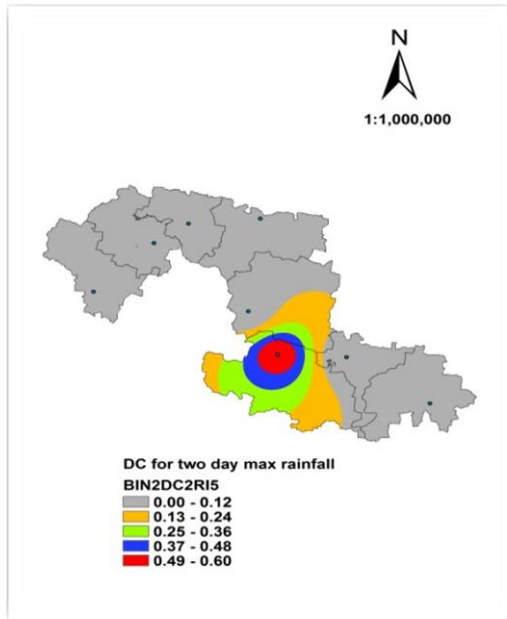 N
1:1,000,000
DC for two day max rainfall
BIN2DC2RI5
0.00 - 0.12
0.13 - 0.24
0.25 - 0.36
0.37 - 0.48
0.49 - 0.60